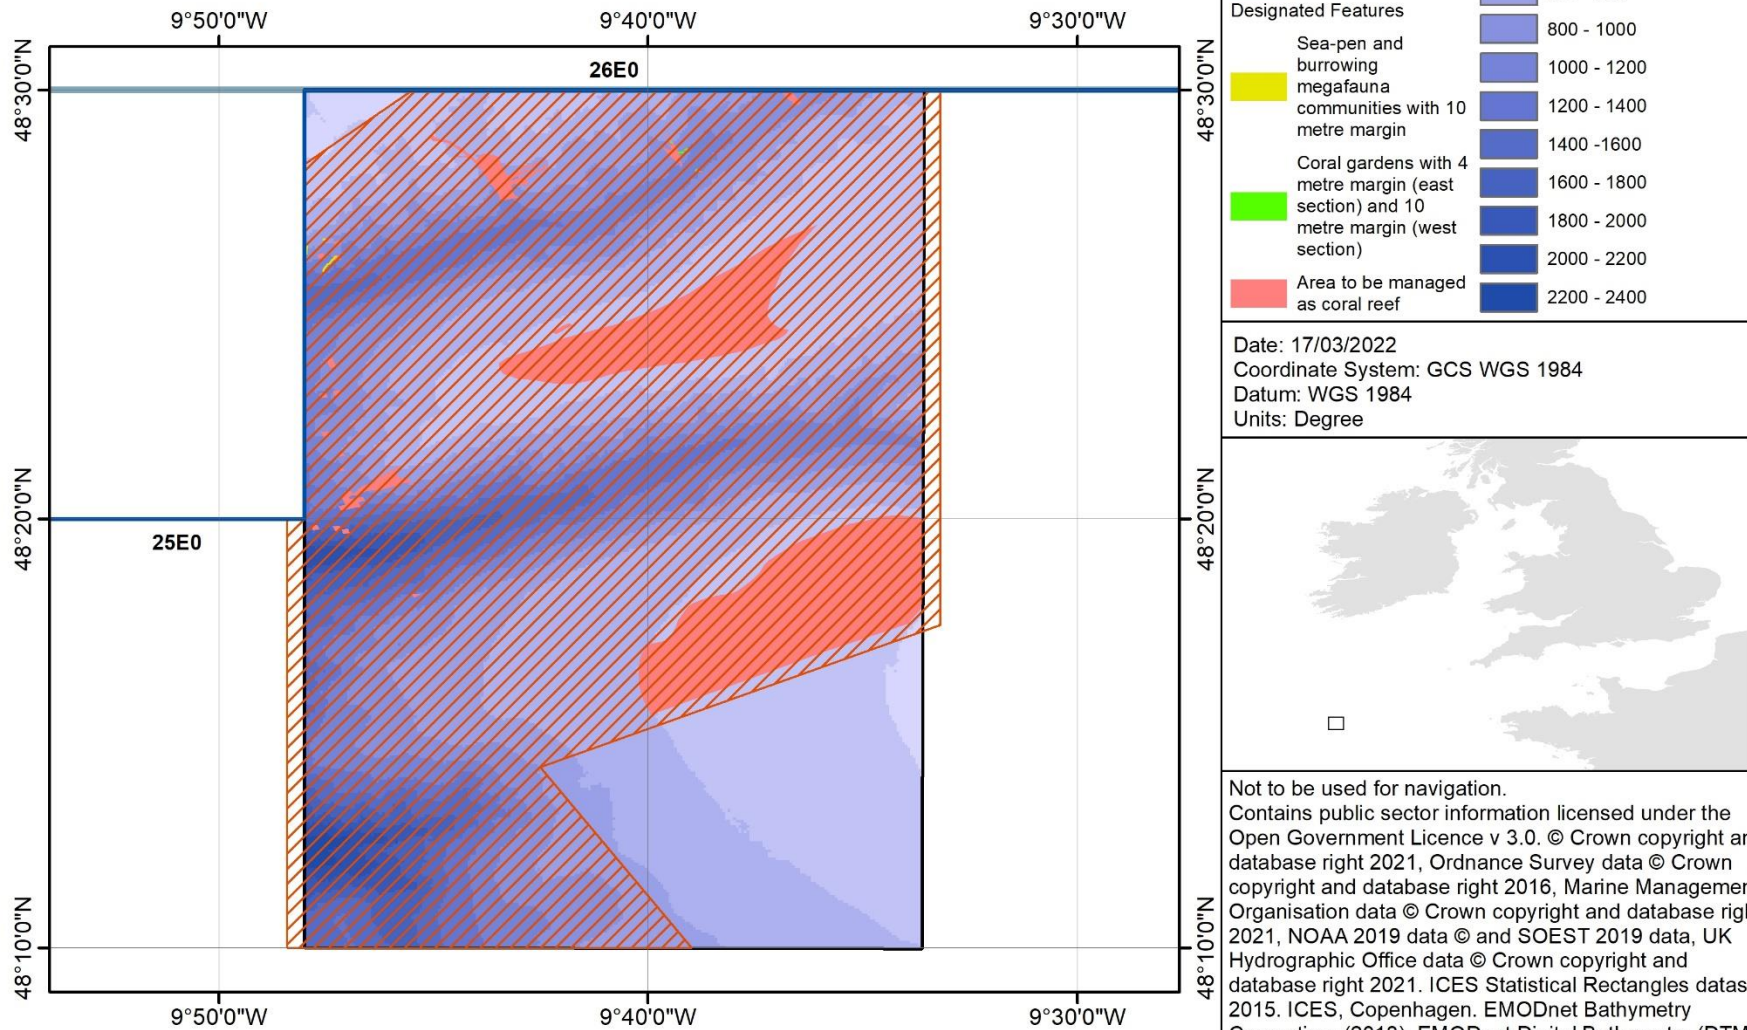 9°50'0"W
9°40'0"W
9°30'0"W
48°30'0"N
48°30'0"N
26E0
48°20'0"N
48°20'0"N
25E0
48°10'0"N
48°10'0"N
9°50'0"W
9°40'0"W
9°30'0"W
Designated Features
Sea-pen and
burrowing
megafauna
communities with 10
metre margin
Coral gardens with 4
metre margin (east
section) and 10
metre margin (west
section)
Area to be managed
as coral reef
800 - 1000
1000 - 1200
1200 - 1400
1400 -1600
1600 - 1800
1800 - 2000
2000 - 2200
2200 - 2400
Date: 17/03/2022
Coordinate System: GCS WGS 1984
Datum: WGS 1984
Units: Degree
Not to be used for navigation.
Contains public sector information licensed under the
Open Government Licence v 3.0. © Crown copyright
database right 2021, Ordnance Survey data © Crown
copyright and database right 2016, Marine
Organisation data © Crown copyright and database
2021, NOAA 2019 data © and SOEST 2019 data, UK
Hydrographic Office data © Crown copyright and
database right 2021. ICES Statistical Rectangles
2015. ICES, Copenhagen. EMODnet Bathymetry